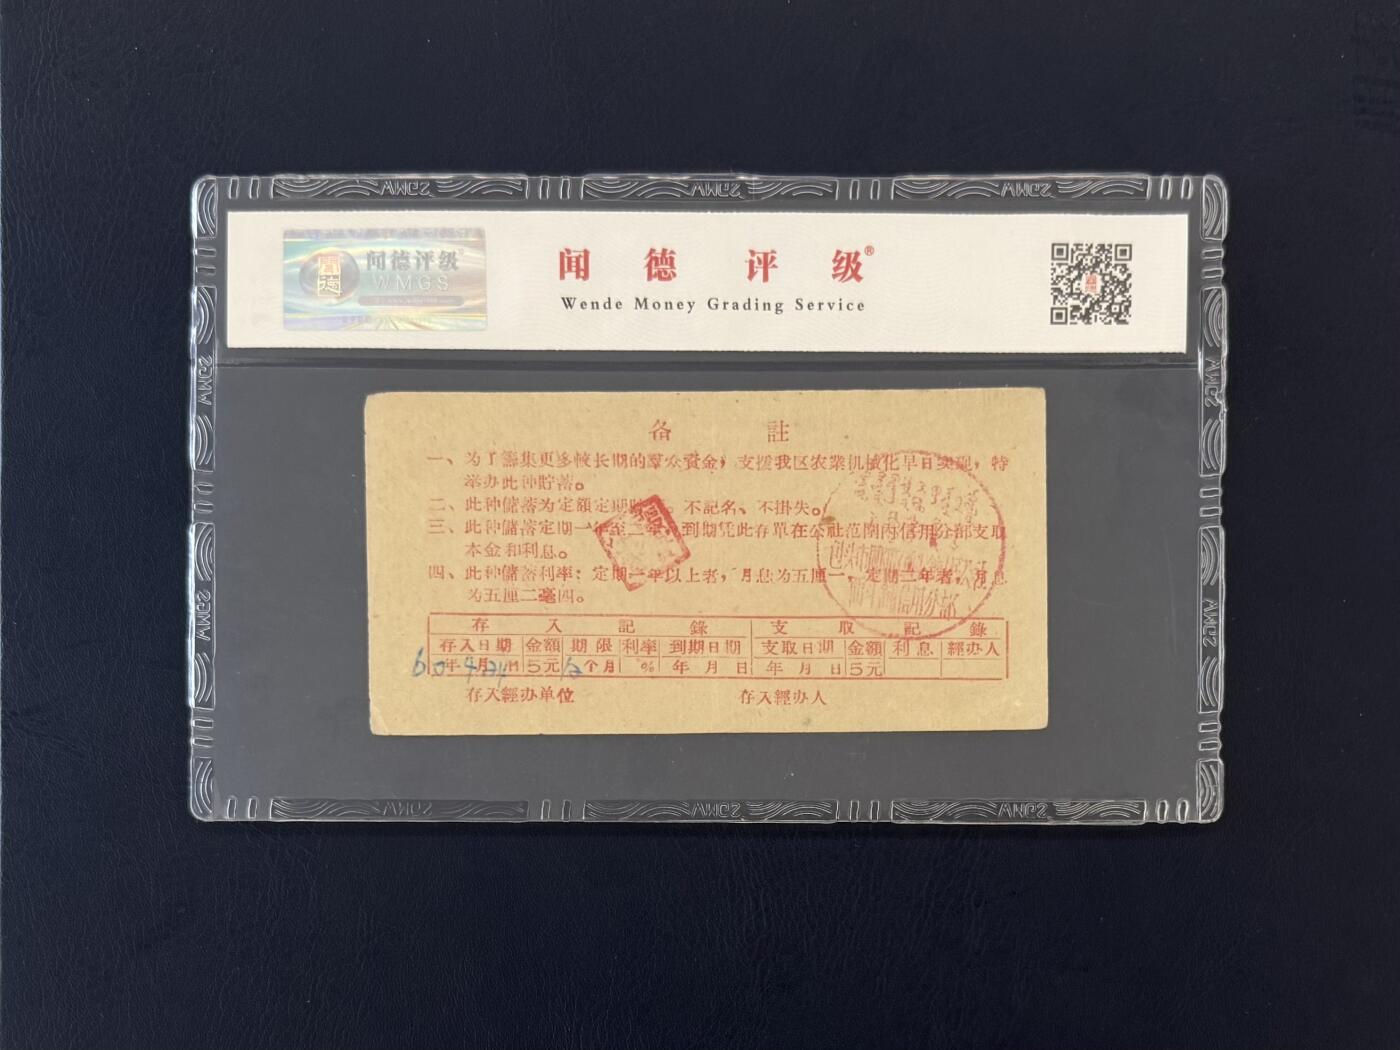 闻德评级
WMGS
闻 德 评 级®
Wende Money Grading Service
备 註
一、为了籌集更多較长期的羣众資金，支援我区农業机械化早日实現，特
举办此种貯蓄。
二、此种儲蓄为定額定期 。不記名、不掛失。
三、此种儲蓄定期一年至二年，到期凭此存單在公社范圍內信用分部支取
本金和利息。
四、此种儲蓄利率：定期一年以上者，月息为五厘一，定期二年者，月息
为五厘二毫四。
存 入 記 錄 支 取 記 錄
存入日期 金額 期限 利率 到期日期 支取日期 金額 利息 經办人
60年4月 日 5元 12个月 % 年 月 日 年 月 日 5元
存入經办单位 存入經办人